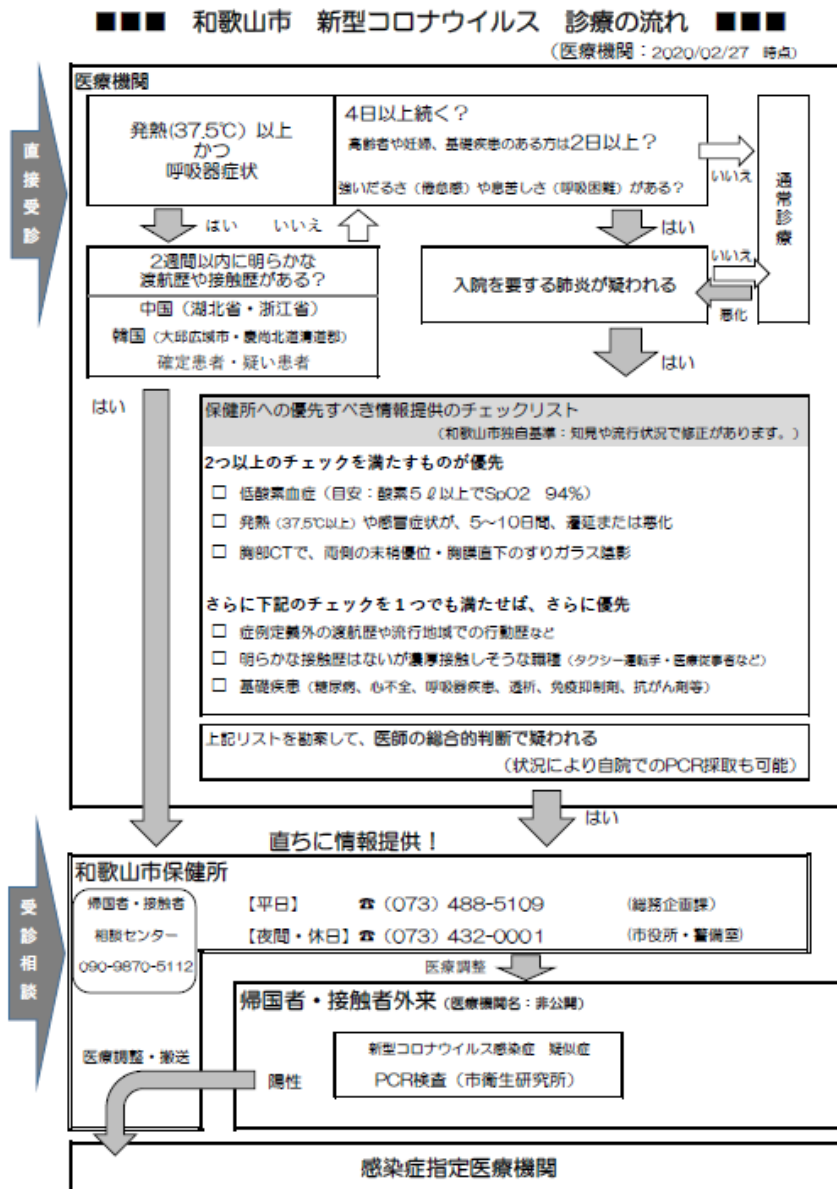 ■■■ 和歌山市 新型コロナウイルス 診療の流れ ■■■
(医療機関：2020/02/27 時点)
医療機関
直接受診
発熱(37.5℃) 以上
かつ
呼吸器症状
4日以上続く？
高齢者や妊婦、基礎疾患のある方は2日以上？
強いだるさ（倦怠感）や息苦しさ（呼吸困難）がある？
いいえ
通常診療
はい
いいえ
はい
2週間以内に明らかな
渡航歴や接触歴がある？
中国（湖北省・浙江省）
韓国（大邱広域市・慶尚北道清道郡）
確定患者・疑い患者
入院を要する肺炎が疑われる
いいえ
悪化
はい
はい
保健所への優先すべき情報提供のチェックリスト
（和歌山市独自基準：知見や流行状況で修正があります。）
2つ以上のチェックを満たすものが優先
□ 低酸素血症（目安：酸素５ℓ以上でSpO2 94%）
□ 発熱（37.5℃以上）や感冒症状が、5～10日間、遷延または悪化
□ 胸部CTで、両側の末梢優位・胸膜直下のすりガラス陰影
さらに下記のチェックを１つでも満たせば、さらに優先
□ 症例定義外の渡航歴や流行地域での行動歴など
□ 明らかな接触歴はないが濃厚接触しそうな職種（タクシー運転手・医療従事者など）
□ 基礎疾患（糖尿病、心不全、呼吸器疾患、透析、免疫抑制剤、抗がん剤等）
上記リストを勘案して、医師の総合的判断で疑われる
（状況により自院でのPCR採取も可能）
はい
直ちに情報提供！
受診相談
和歌山市保健所
帰国者・接触者
相談センター
090-9870-5112
【平日】 ☎（073）488-5109 （総務企画課）
【夜間・休日】☎（073）432-0001 （市役所・警備室）
医療調整
帰国者・接触者外来（医療機関名：非公開）
新型コロナウイルス感染症 疑似症
PCR検査（市衛生研究所）
医療調整・搬送
陽性
感染症指定医療機関